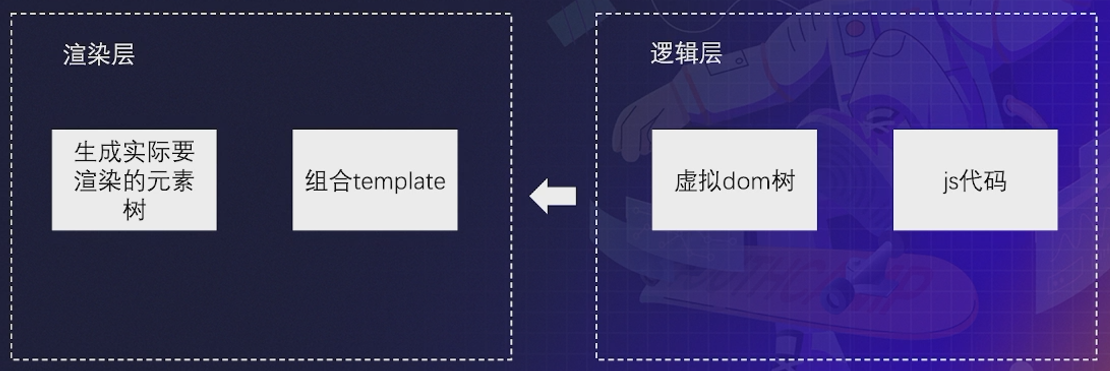 渲染层
生成实际要
渲染的元素
树
组合template
逻辑层
虚拟dom树
js代码